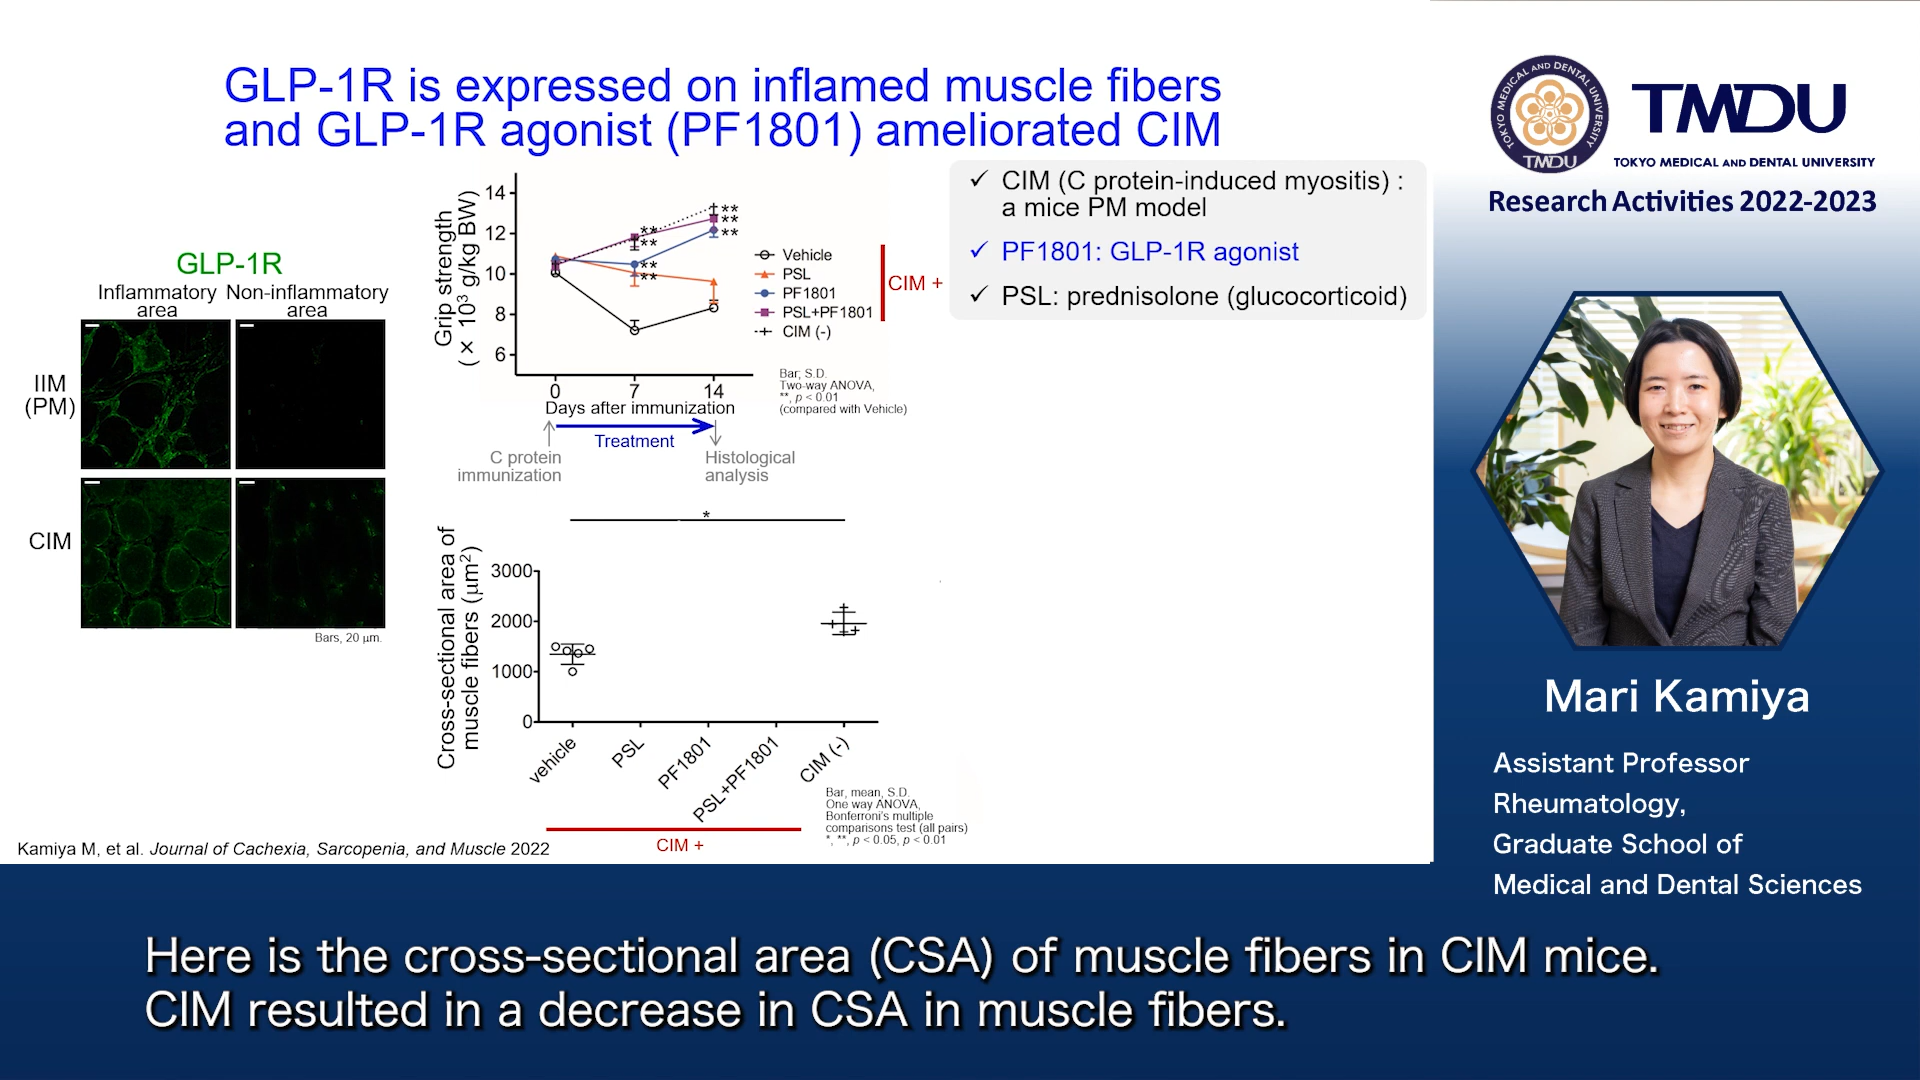 GLP-1R is expressed on inflamed muscle fibers
and GLP-1R agonist (PF1801) ameliorated CIM
GLP-1R
Inflammatory area
Non-inflammatory area
IIM
(PM)
CIM
Bars, 20 μm.
Grip strength
(× 10³ g/kg BW)
14
12
10
8
6
**
**
**
**
**
**
**
0
7
14
Days after immunization
Vehicle
PSL
PF1801
PSL+PF1801
CIM (-)
CIM +
Bar; S.D.
Two-way ANOVA,
**, p < 0.01
(compared with Vehicle)
Treatment
C protein
immunization
Histological
analysis
✓ CIM (C protein-induced myositis) :
a mice PM model
✓ PF1801: GLP-1R agonist
✓ PSL: prednisolone (glucocorticoid)
*
Cross-sectional area of
muscle fibers (μm²)
3000
2000
1000
0
vehicle
PSL
PF1801
PSL+PF1801
CIM (-)
CIM +
Bar, mean, S.D.
One way ANOVA,
Bonferroni's multiple
comparisons test (all pairs)
*, **, p < 0.05, p < 0.01
Kamiya M, et al. Journal of Cachexia, Sarcopenia, and Muscle 2022
TOKYO MEDICAL AND DENTAL UNIVERSITY
TMDU
TMDU
TOKYO MEDICAL AND DENTAL UNIVERSITY
Research Activities 2022-2023
Mari Kamiya
Assistant Professor
Rheumatology,
Graduate School of
Medical and Dental Sciences
Here is the cross-sectional area (CSA) of muscle fibers in CIM mice.
CIM resulted in a decrease in CSA in muscle fibers.